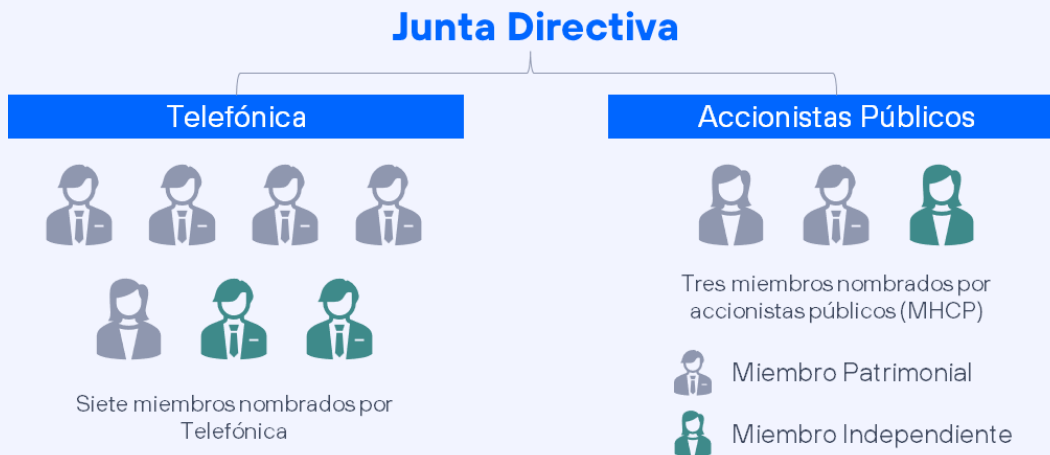 Junta Directiva
Telefónica
Accionistas Públicos
Siete miembros nombrados por
Telefónica
Tres miembros nombrados por
accionistas públicos (MHCP)
Miembro Patrimonial
Miembro Independiente